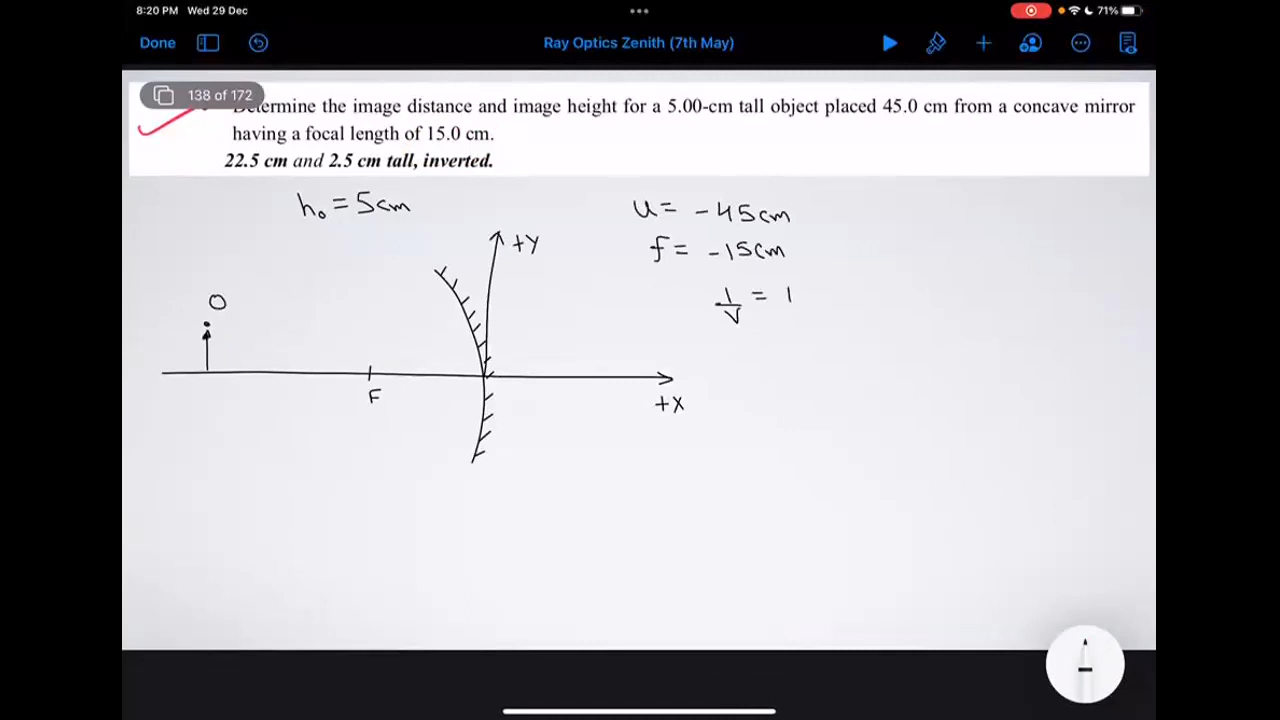 8:20 PM Wed 29 Dec
71%
Done
Ray Optics Zenith (7th May)
138 of 172
Determine the image distance and image height for a 5.00-cm tall object placed 45.0 cm from a concave mirror
having a focal length of 15.0 cm.
22.5 cm and 2.5 cm tall, inverted.
h₀ = 5cm
u = -45cm
f = -15cm
1/v = 1
+Y
O
F
+X